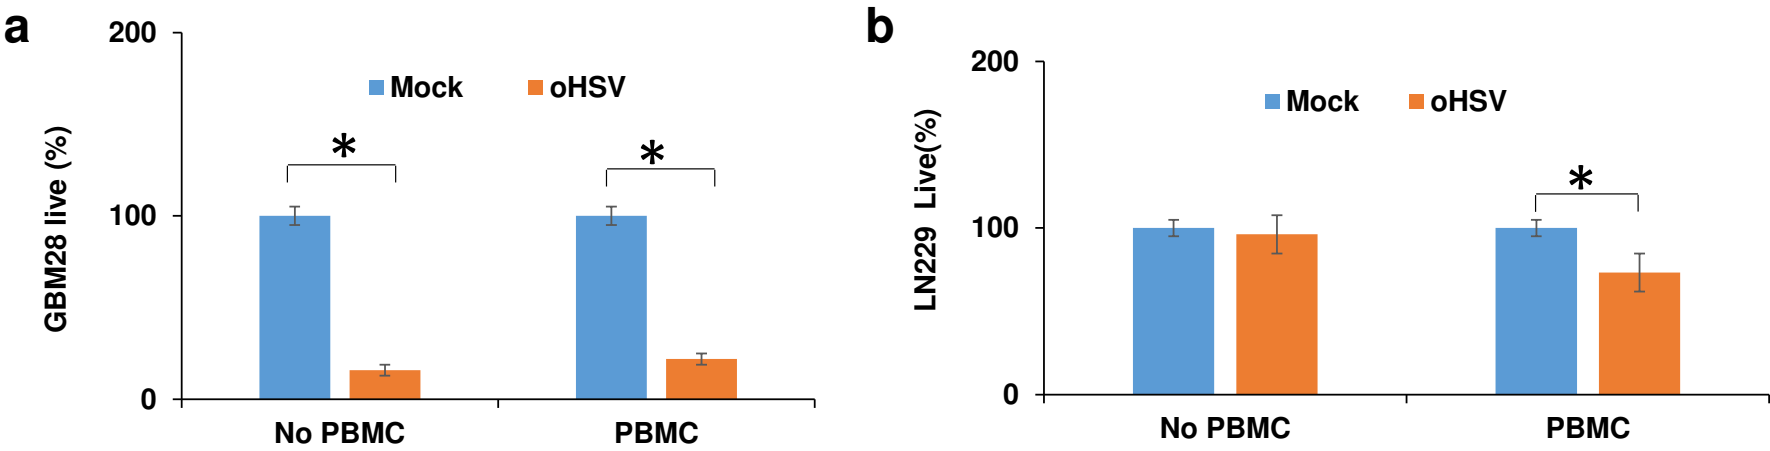 a
200
Mock oHSV
GBM28 live (%)
*
*
100
0
No PBMC PBMC
b
200
Mock oHSV
LN229 Live(%)
*
100
0
No PBMC PBMC